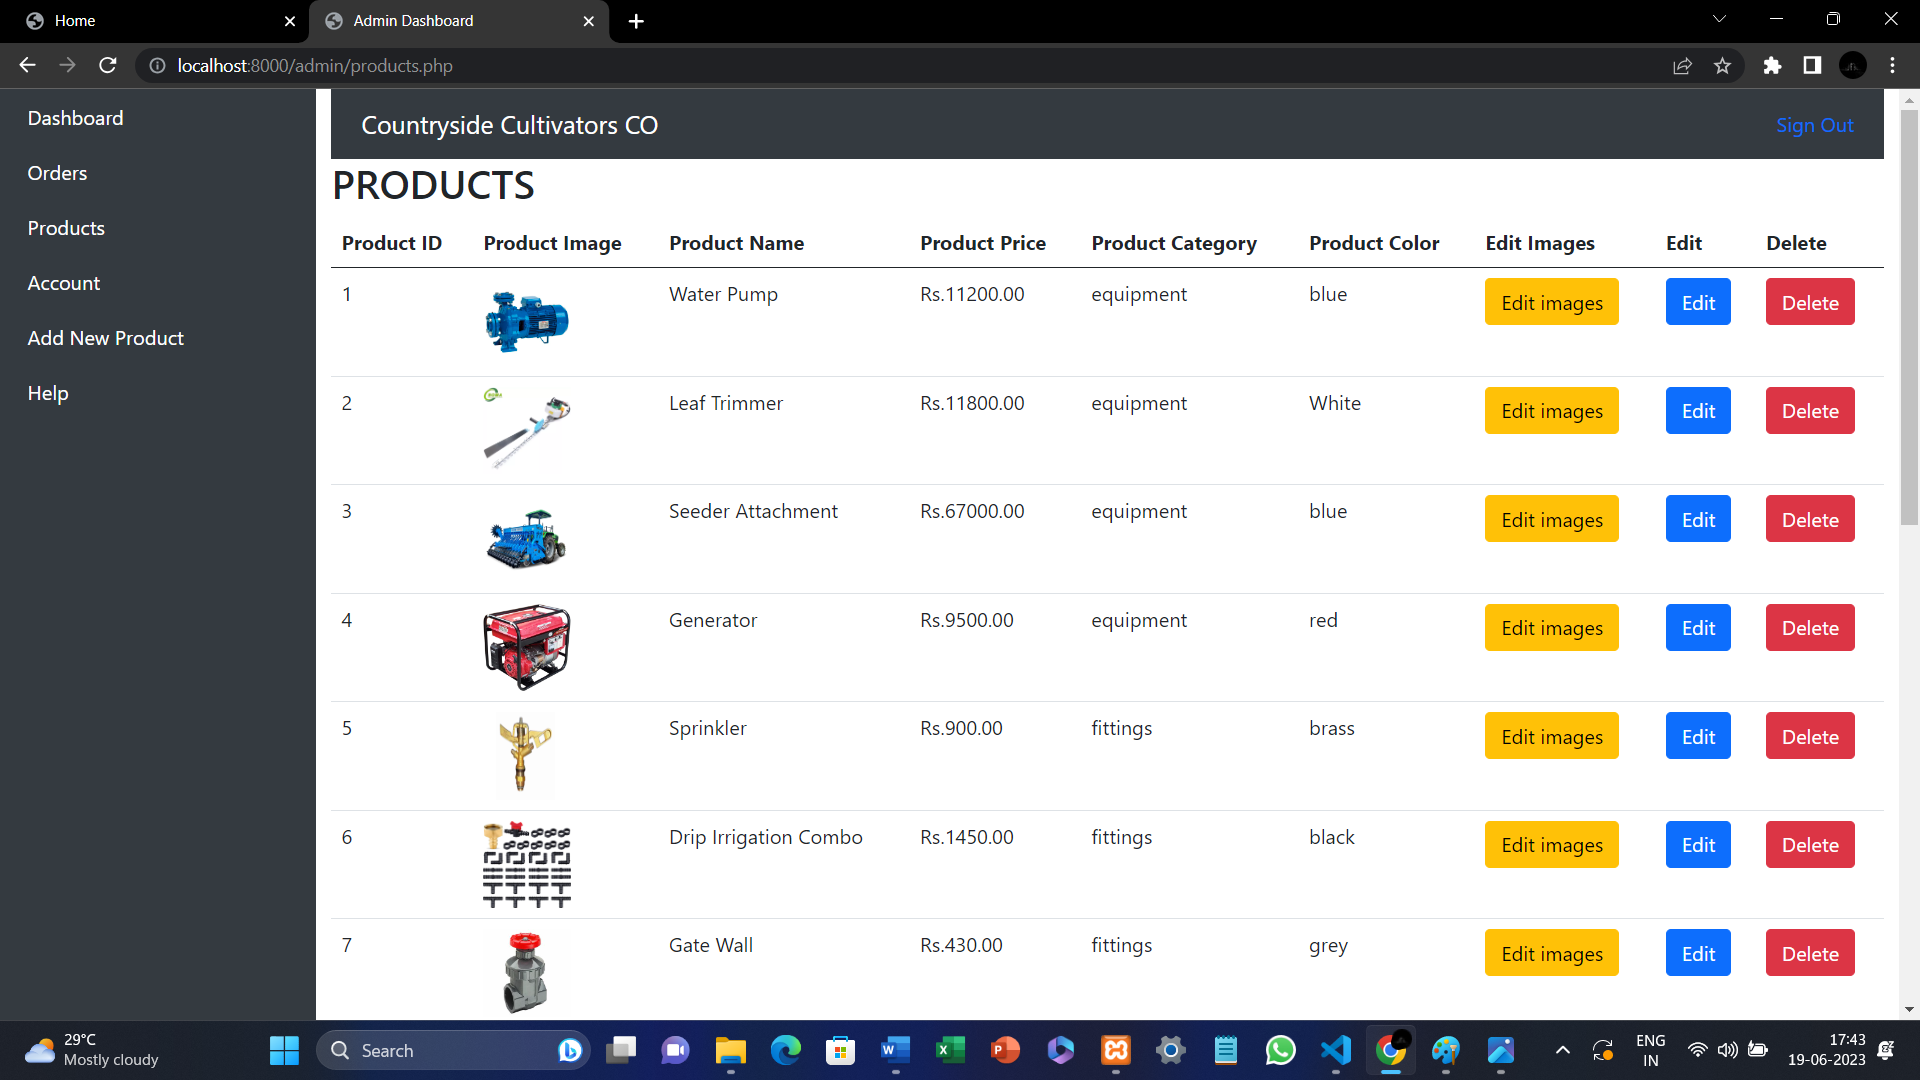 Home
Admin Dashboard
localhost:8000/admin/products.php
Dashboard
Orders
Products
Account
Add New Product
Help
Countryside Cultivators CO
Sign Out
PRODUCTS
Product ID Product Image Product Name Product Price Product Category Product Color Edit Images Edit Delete
1 Water Pump Rs.11200.00 equipment blue Edit images Edit Delete
2 Leaf Trimmer Rs.11800.00 equipment White Edit images Edit Delete
3 Seeder Attachment Rs.67000.00 equipment blue Edit images Edit Delete
4 Generator Rs.9500.00 equipment red Edit images Edit Delete
5 Sprinkler Rs.900.00 fittings brass Edit images Edit Delete
6 Drip Irrigation Combo Rs.1450.00 fittings black Edit images Edit Delete
7 Gate Wall Rs.430.00 fittings grey Edit images Edit Delete
29°C
Mostly cloudy
Search
ENG
IN
17:43
19-06-2023